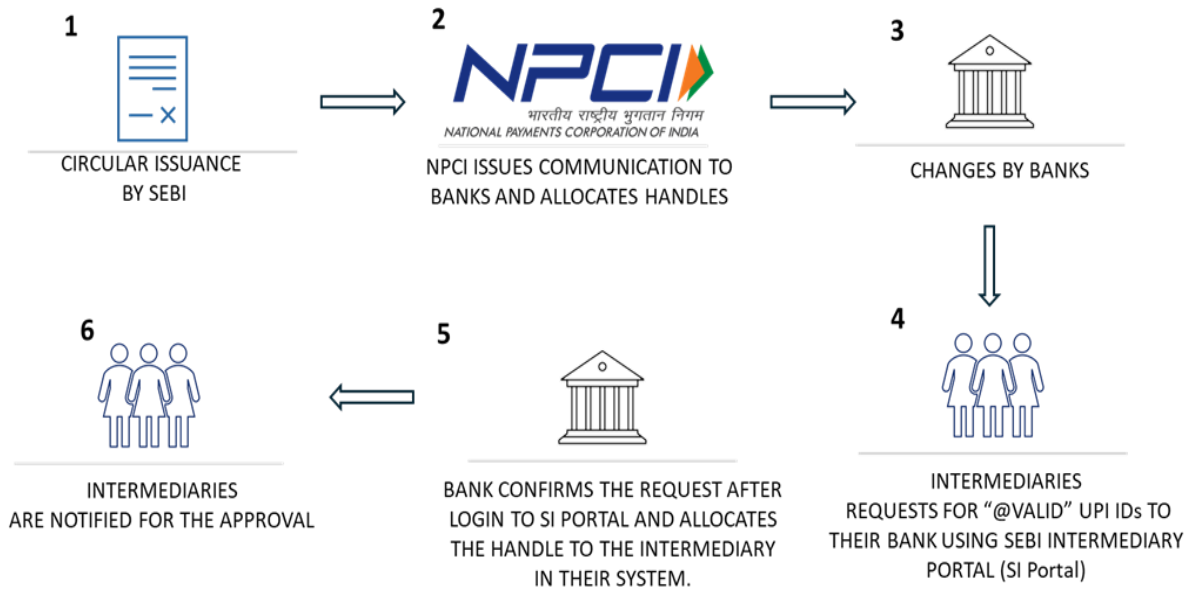 1
CIRCULAR ISSUANCE
BY SEBI
2
NPCI
भारतीय राष्ट्रीय भुगतान निगम
NATIONAL PAYMENTS CORPORATION OF INDIA
NPCI ISSUES COMMUNICATION TO
BANKS AND ALLOCATES HANDLES
3
CHANGES BY BANKS
4
INTERMEDIARIES
REQUESTS FOR “@VALID” UPI IDs TO
THEIR BANK USING SEBI INTERMEDIARY
PORTAL (SI Portal)
5
BANK CONFIRMS THE REQUEST AFTER
LOGIN TO SI PORTAL AND ALLOCATES
THE HANDLE TO THE INTERMEDIARY
IN THEIR SYSTEM.
6
INTERMEDIARIES
ARE NOTIFIED FOR THE APPROVAL